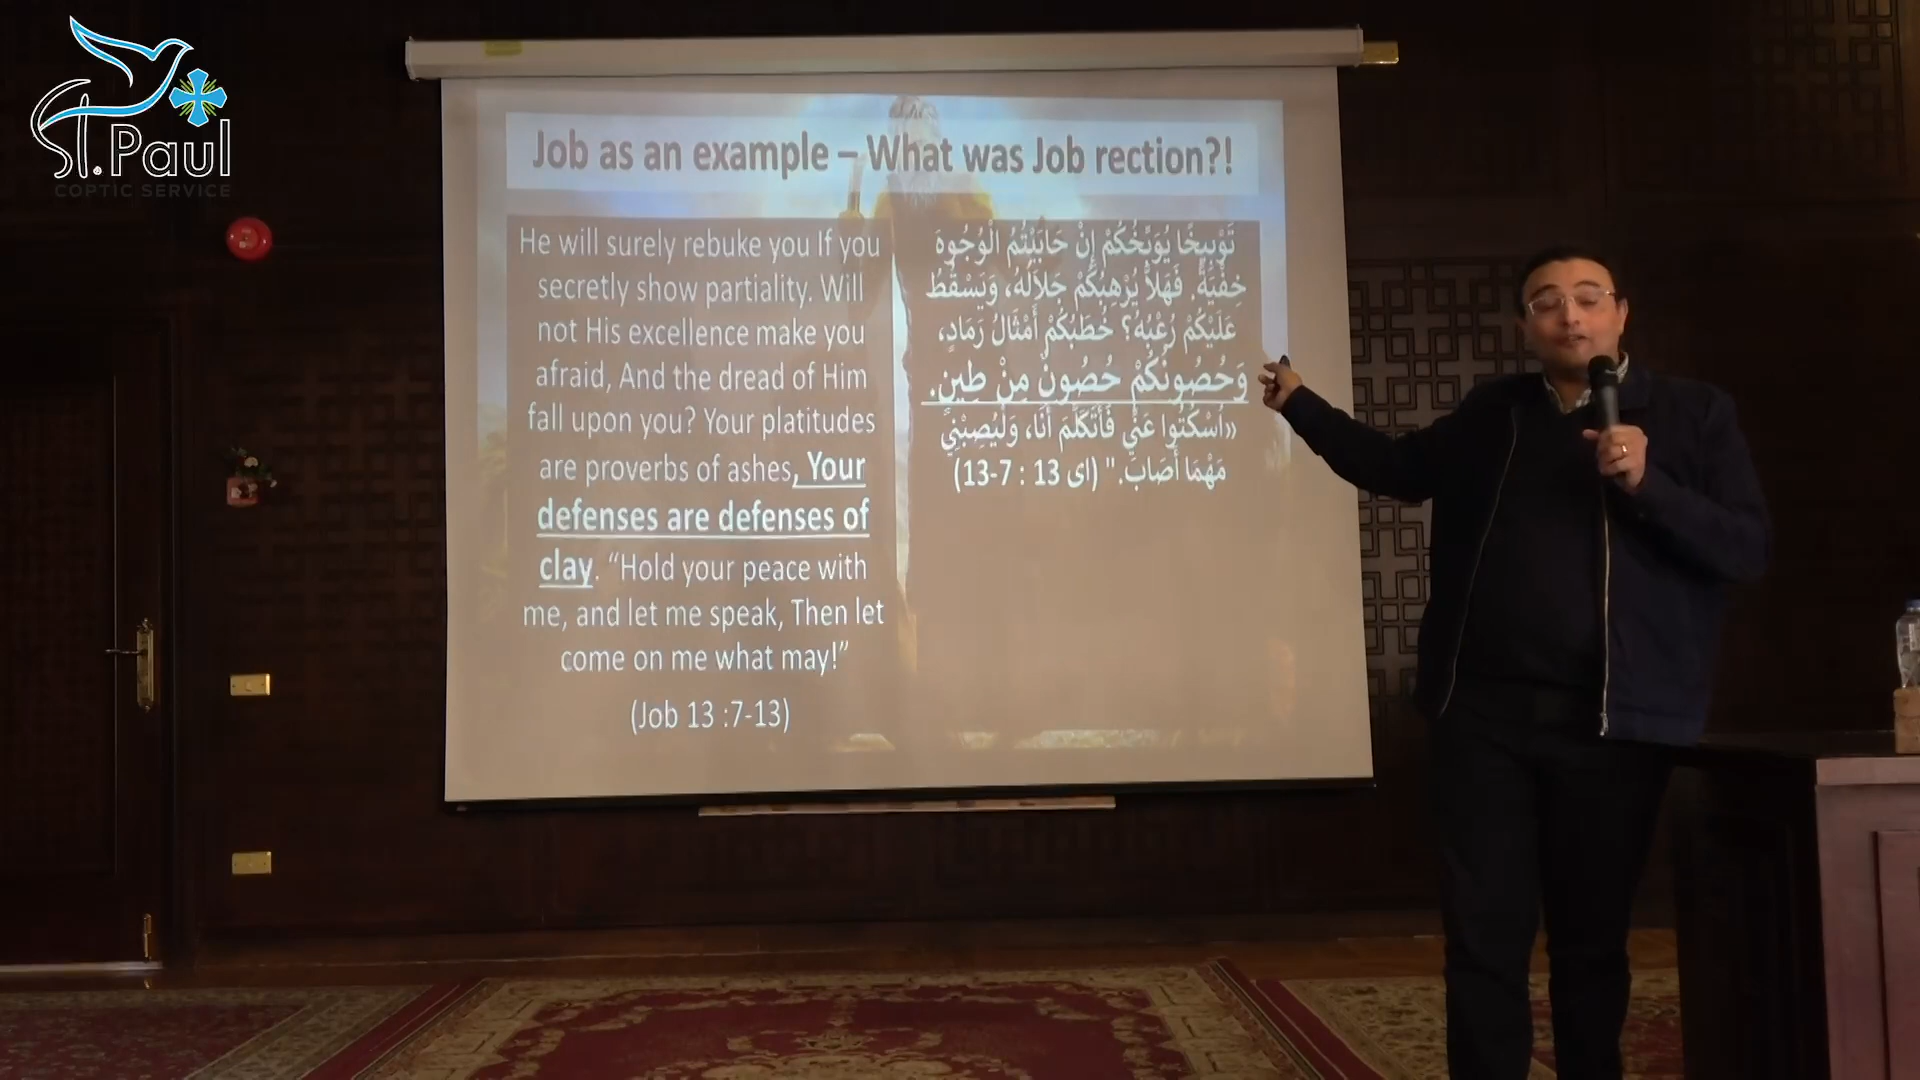 St.Paul
COPTIC SERVICE
Job as an example – What was Job rection?!
He will surely rebuke you If you
secretly show partiality. Will
not His excellence make you
afraid, And the dread of Him
fall upon you? Your platitudes
are proverbs of ashes, Your
defenses are defenses of
clay. “Hold your peace with
me, and let me speak, Then let
come on me what may!”
(Job 13 :7-13)
تَوْبِيخًا يُوَبِّخُكُمْ إِنْ حَابَيْتُمُ الْوُجُوهَ
خِفْيَةً. فَهَلاَّ يُرْهِبُكُمْ جَلاَلُهُ، وَيَسْقُطُ
عَلَيْكُمْ رُعْبُهُ؟ خُطَبُكُمْ أَمْثَالُ رَمَادٍ،
وَحُصُونُكُمْ حُصُونٌ مِنْ طِينٍ.
«اُسْكُتُوا عَنِّي فَأَتَكَلَّمَ أَنَا، وَلْيُصِبْنِي
مَهْمَا أَصَابَ." (اى 13 : 7-13)